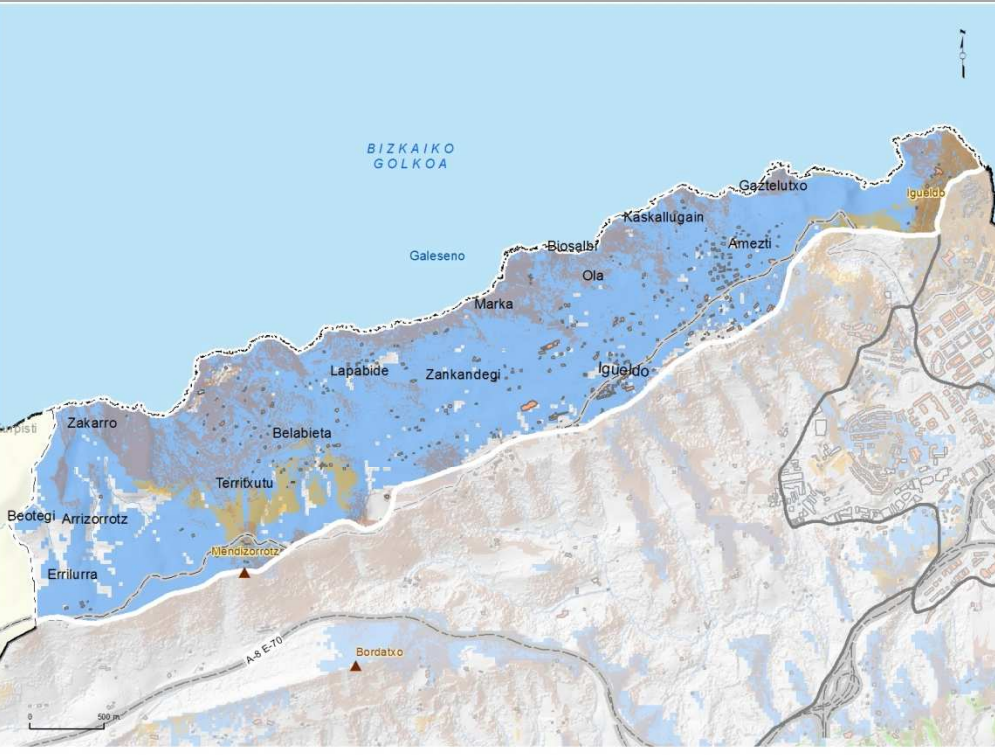 N
BIZKAIKO
GOLKOA
Gaztelutxo
Igueldo
Kaskallugain
Amezti
Biosalbi
Galeseno
Ola
Marka
Lapabide
Zankandegi
Igueldo
Zakarro
Belabieta
Territxutu
Beotegi
Arrizorrotz
Mendizorrotz
Errilurra
A-8 E-70
Bordatxo
0 500 m.